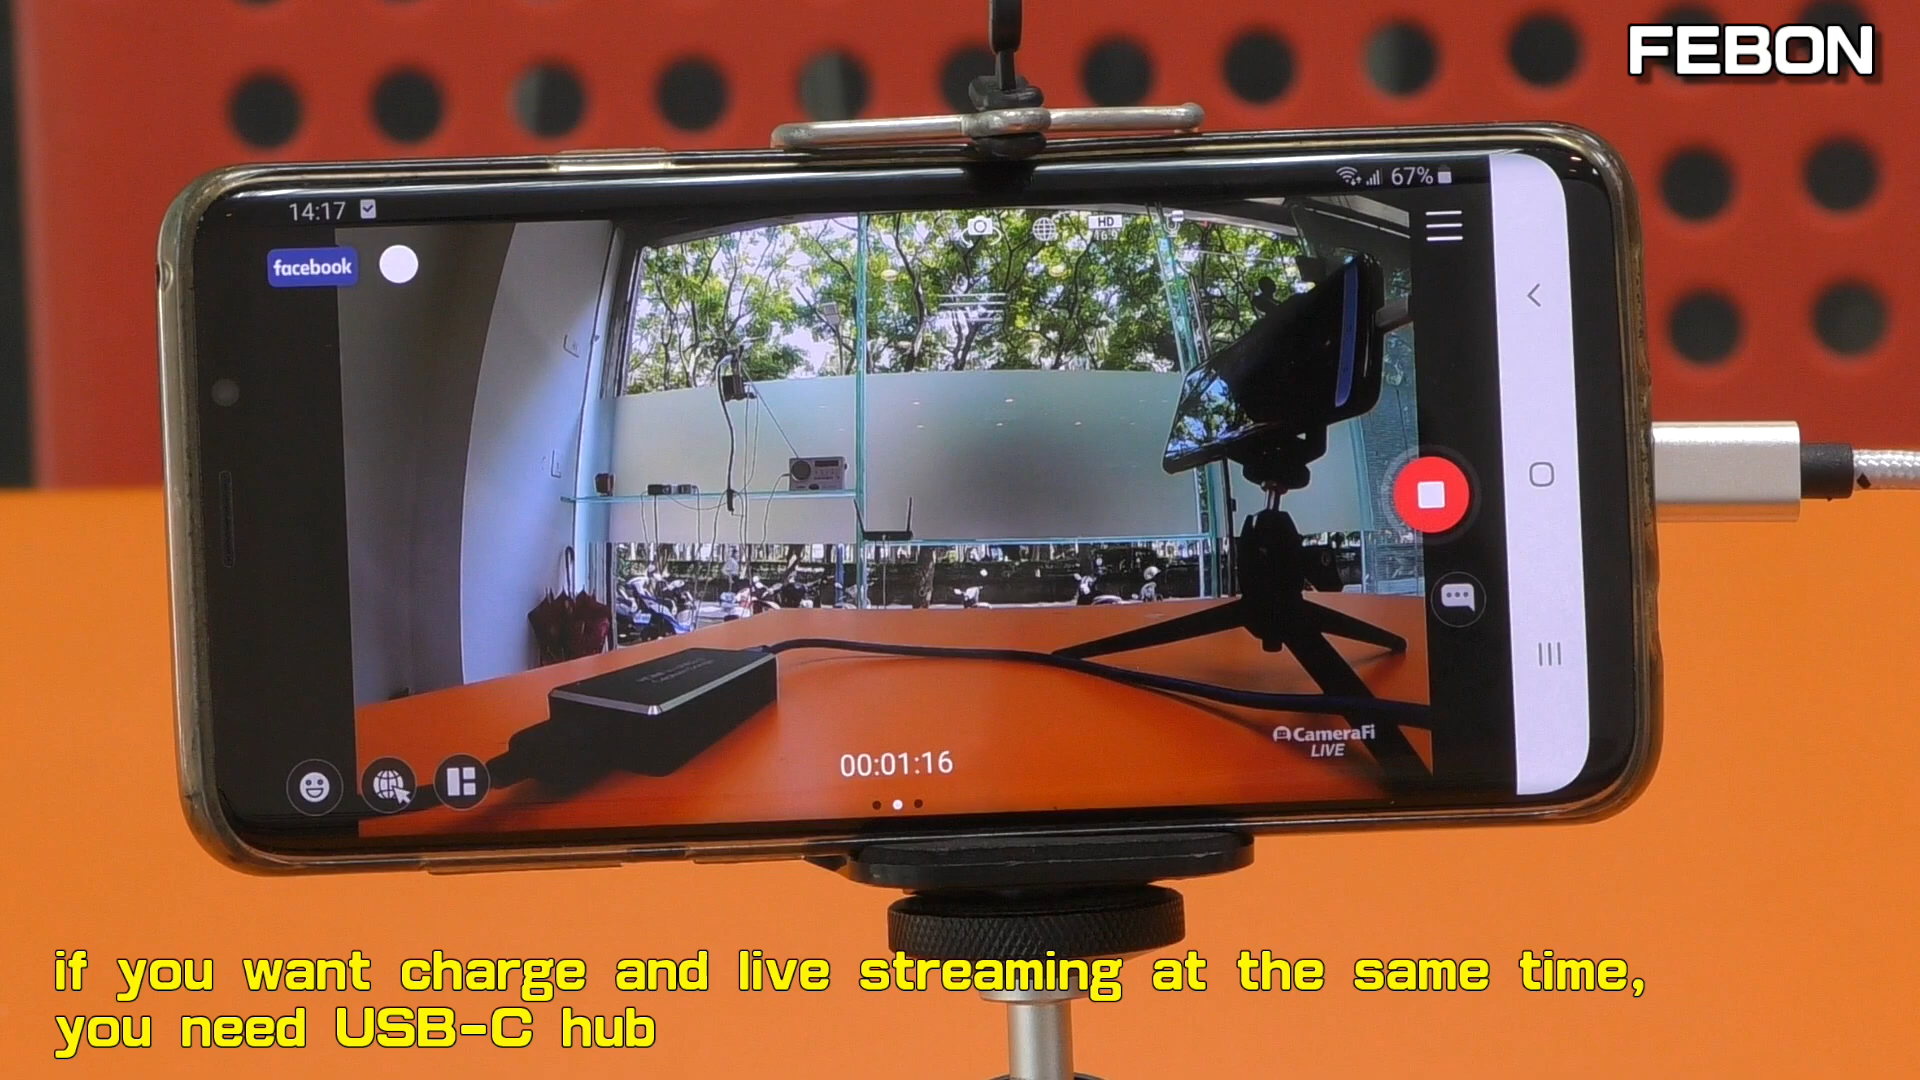 FEBON
14:17
67%
facebook
HD
00:01:16
CameraFi
LIVE
if you want charge and live streaming at the same time,
you need USB-C hub